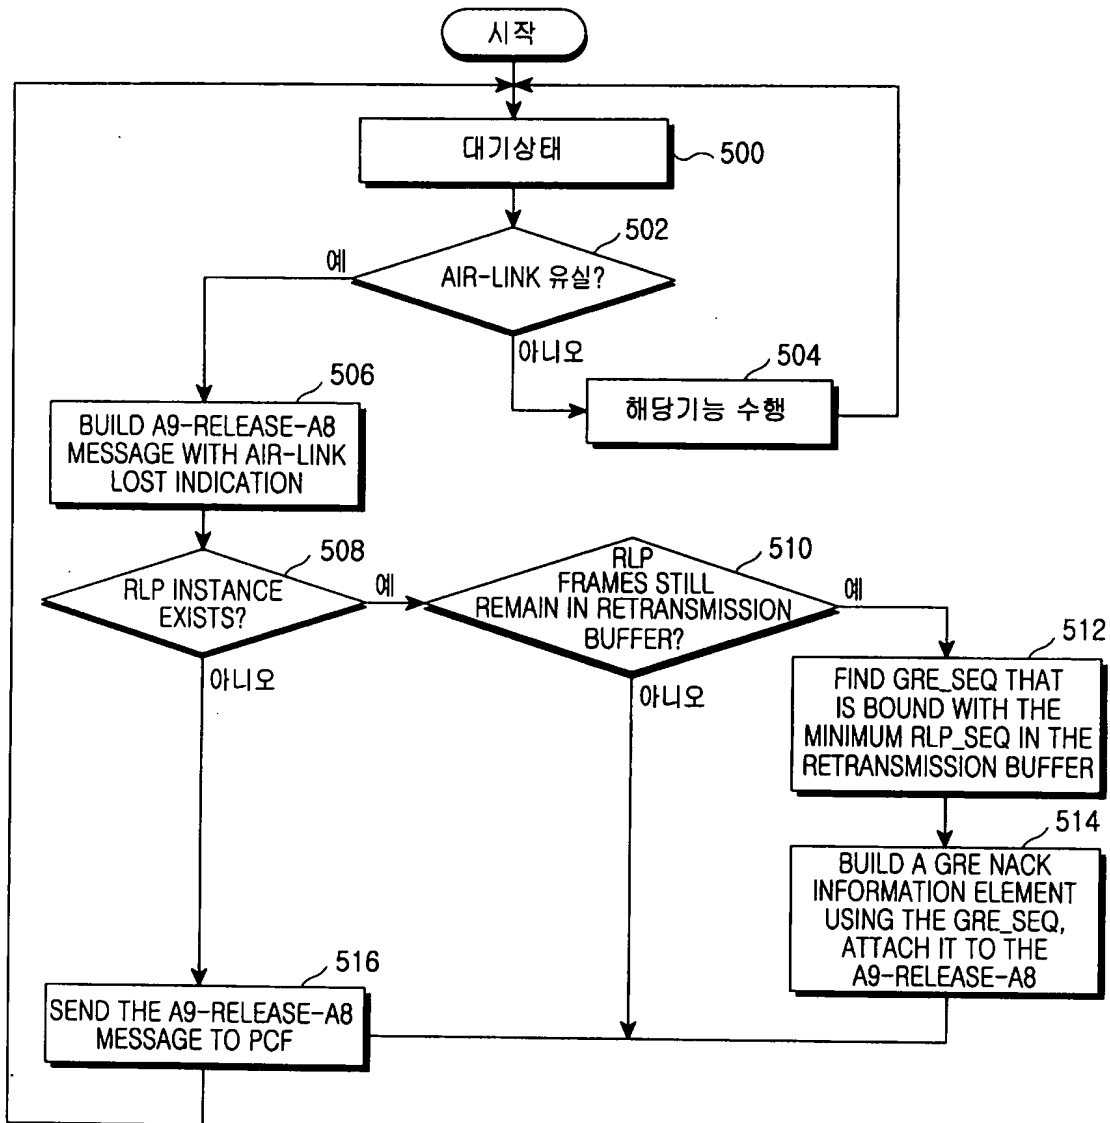 시작
대기상태
500
502
예
AIR-LINK 유실?
아니오
504
해당기능 수행
506
BUILD A9-RELEASE-A8
MESSAGE WITH AIR-LINK
LOST INDICATION
508
RLP INSTANCE
EXISTS?
예
아니오
510
RLP
FRAMES STILL
REMAIN IN RETRANSMISSION
BUFFER?
예
아니오
512
FIND GRE_SEQ THAT
IS BOUND WITH THE
MINIMUM RLP_SEQ IN THE
RETRANSMISSION BUFFER
514
BUILD A GRE NACK
INFORMATION ELEMENT
USING THE GRE_SEQ,
ATTACH IT TO THE
A9-RELEASE-A8
516
SEND THE A9-RELEASE-A8
MESSAGE TO PCF